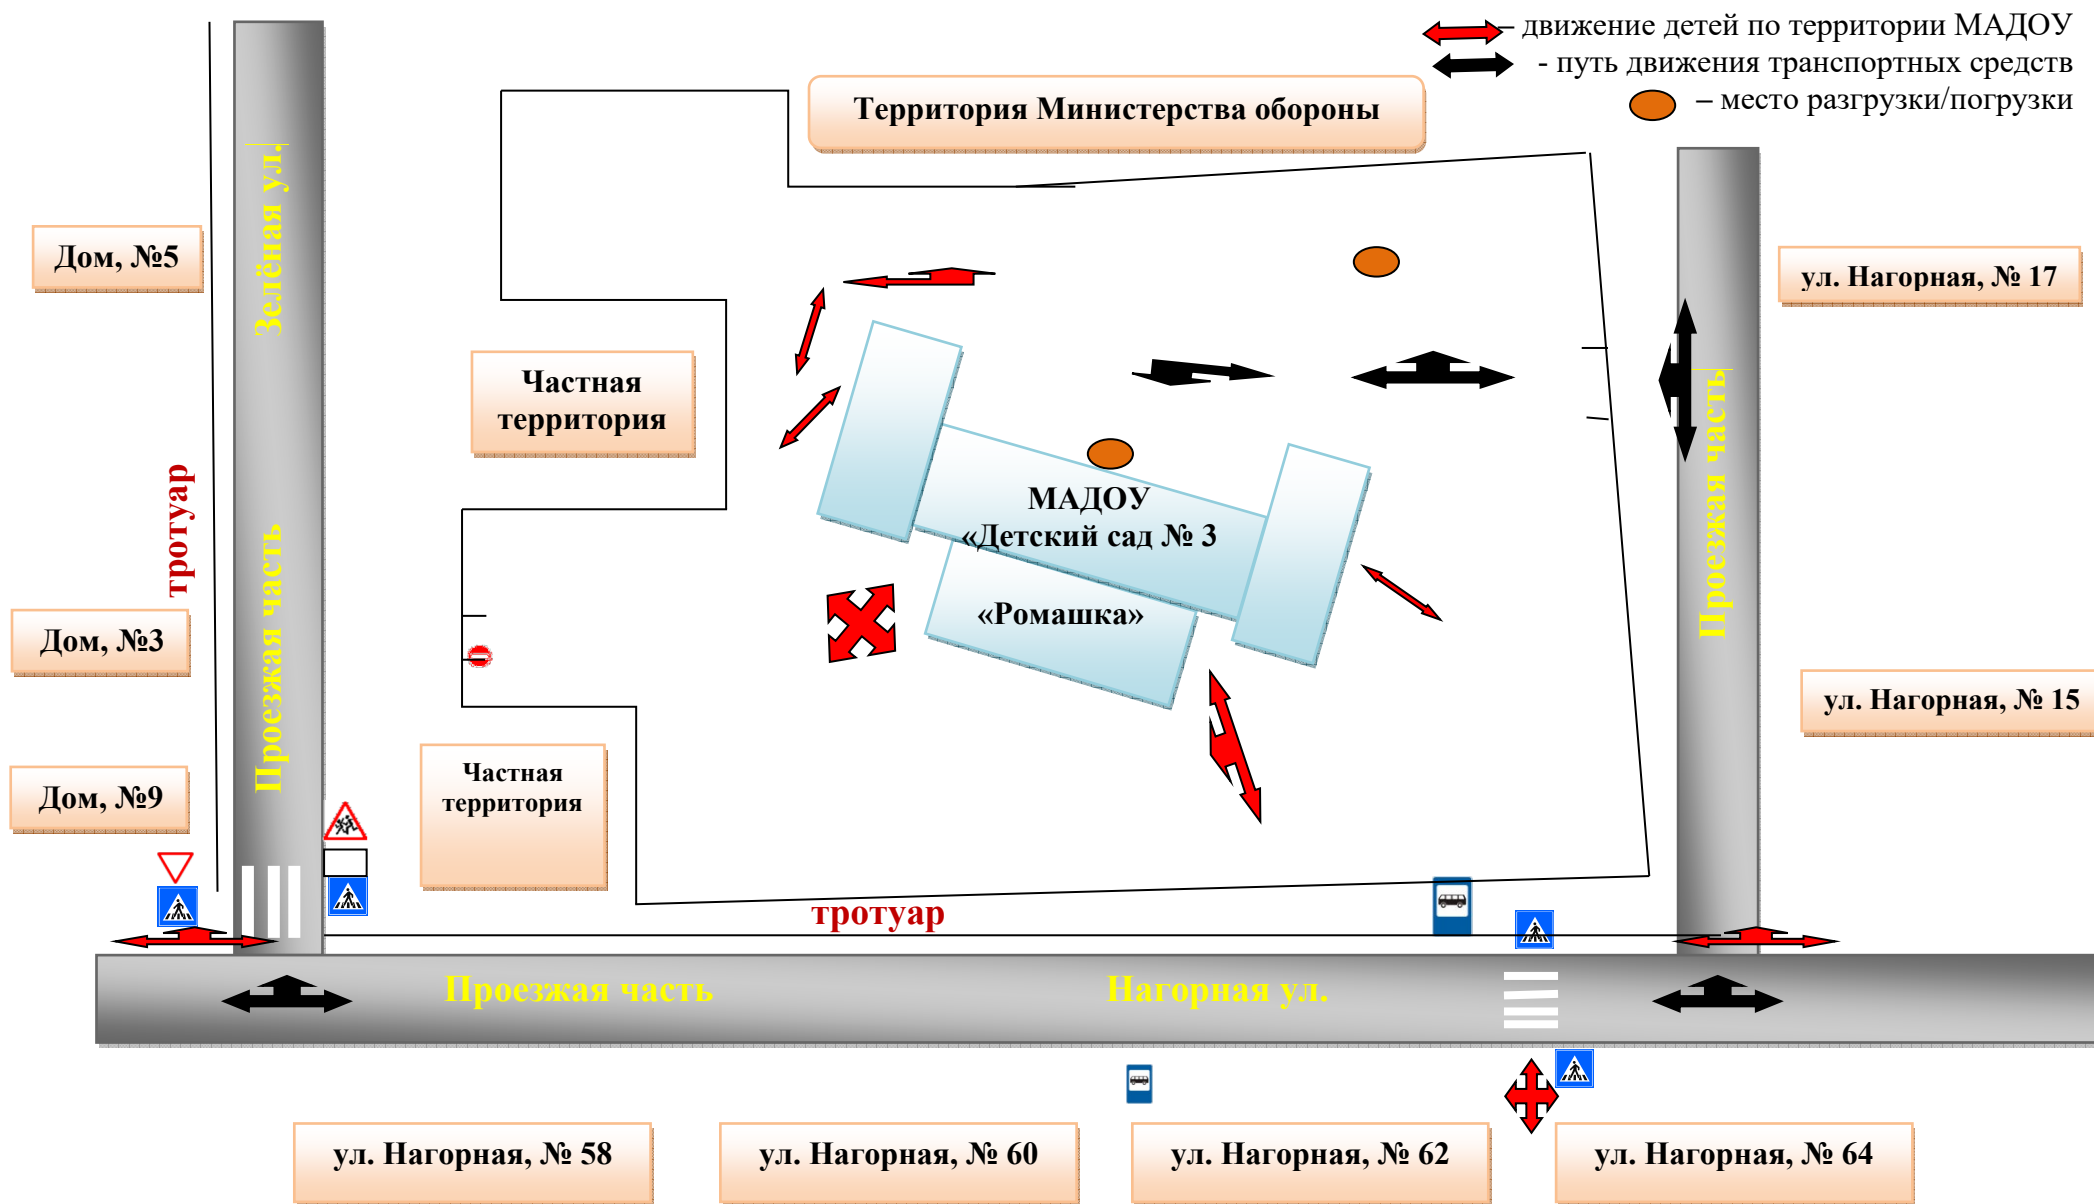 – движение детей по территории МАДОУ
- путь движения транспортных средств
– место разгрузки/погрузки
Территория Министерства обороны
Зелёная ул.
Дом, №5
ул. Нагорная, № 17
Частная
территория
Проезжая часть
тротуар
МАДОУ
«Детский сад № 3
«Ромашка»
Проезжая часть
Дом, №3
ул. Нагорная, № 15
Дом, №9
Частная
территория
тротуар
Проезжая часть
Нагорная ул.
ул. Нагорная, № 58
ул. Нагорная, № 60
ул. Нагорная, № 62
ул. Нагорная, № 64